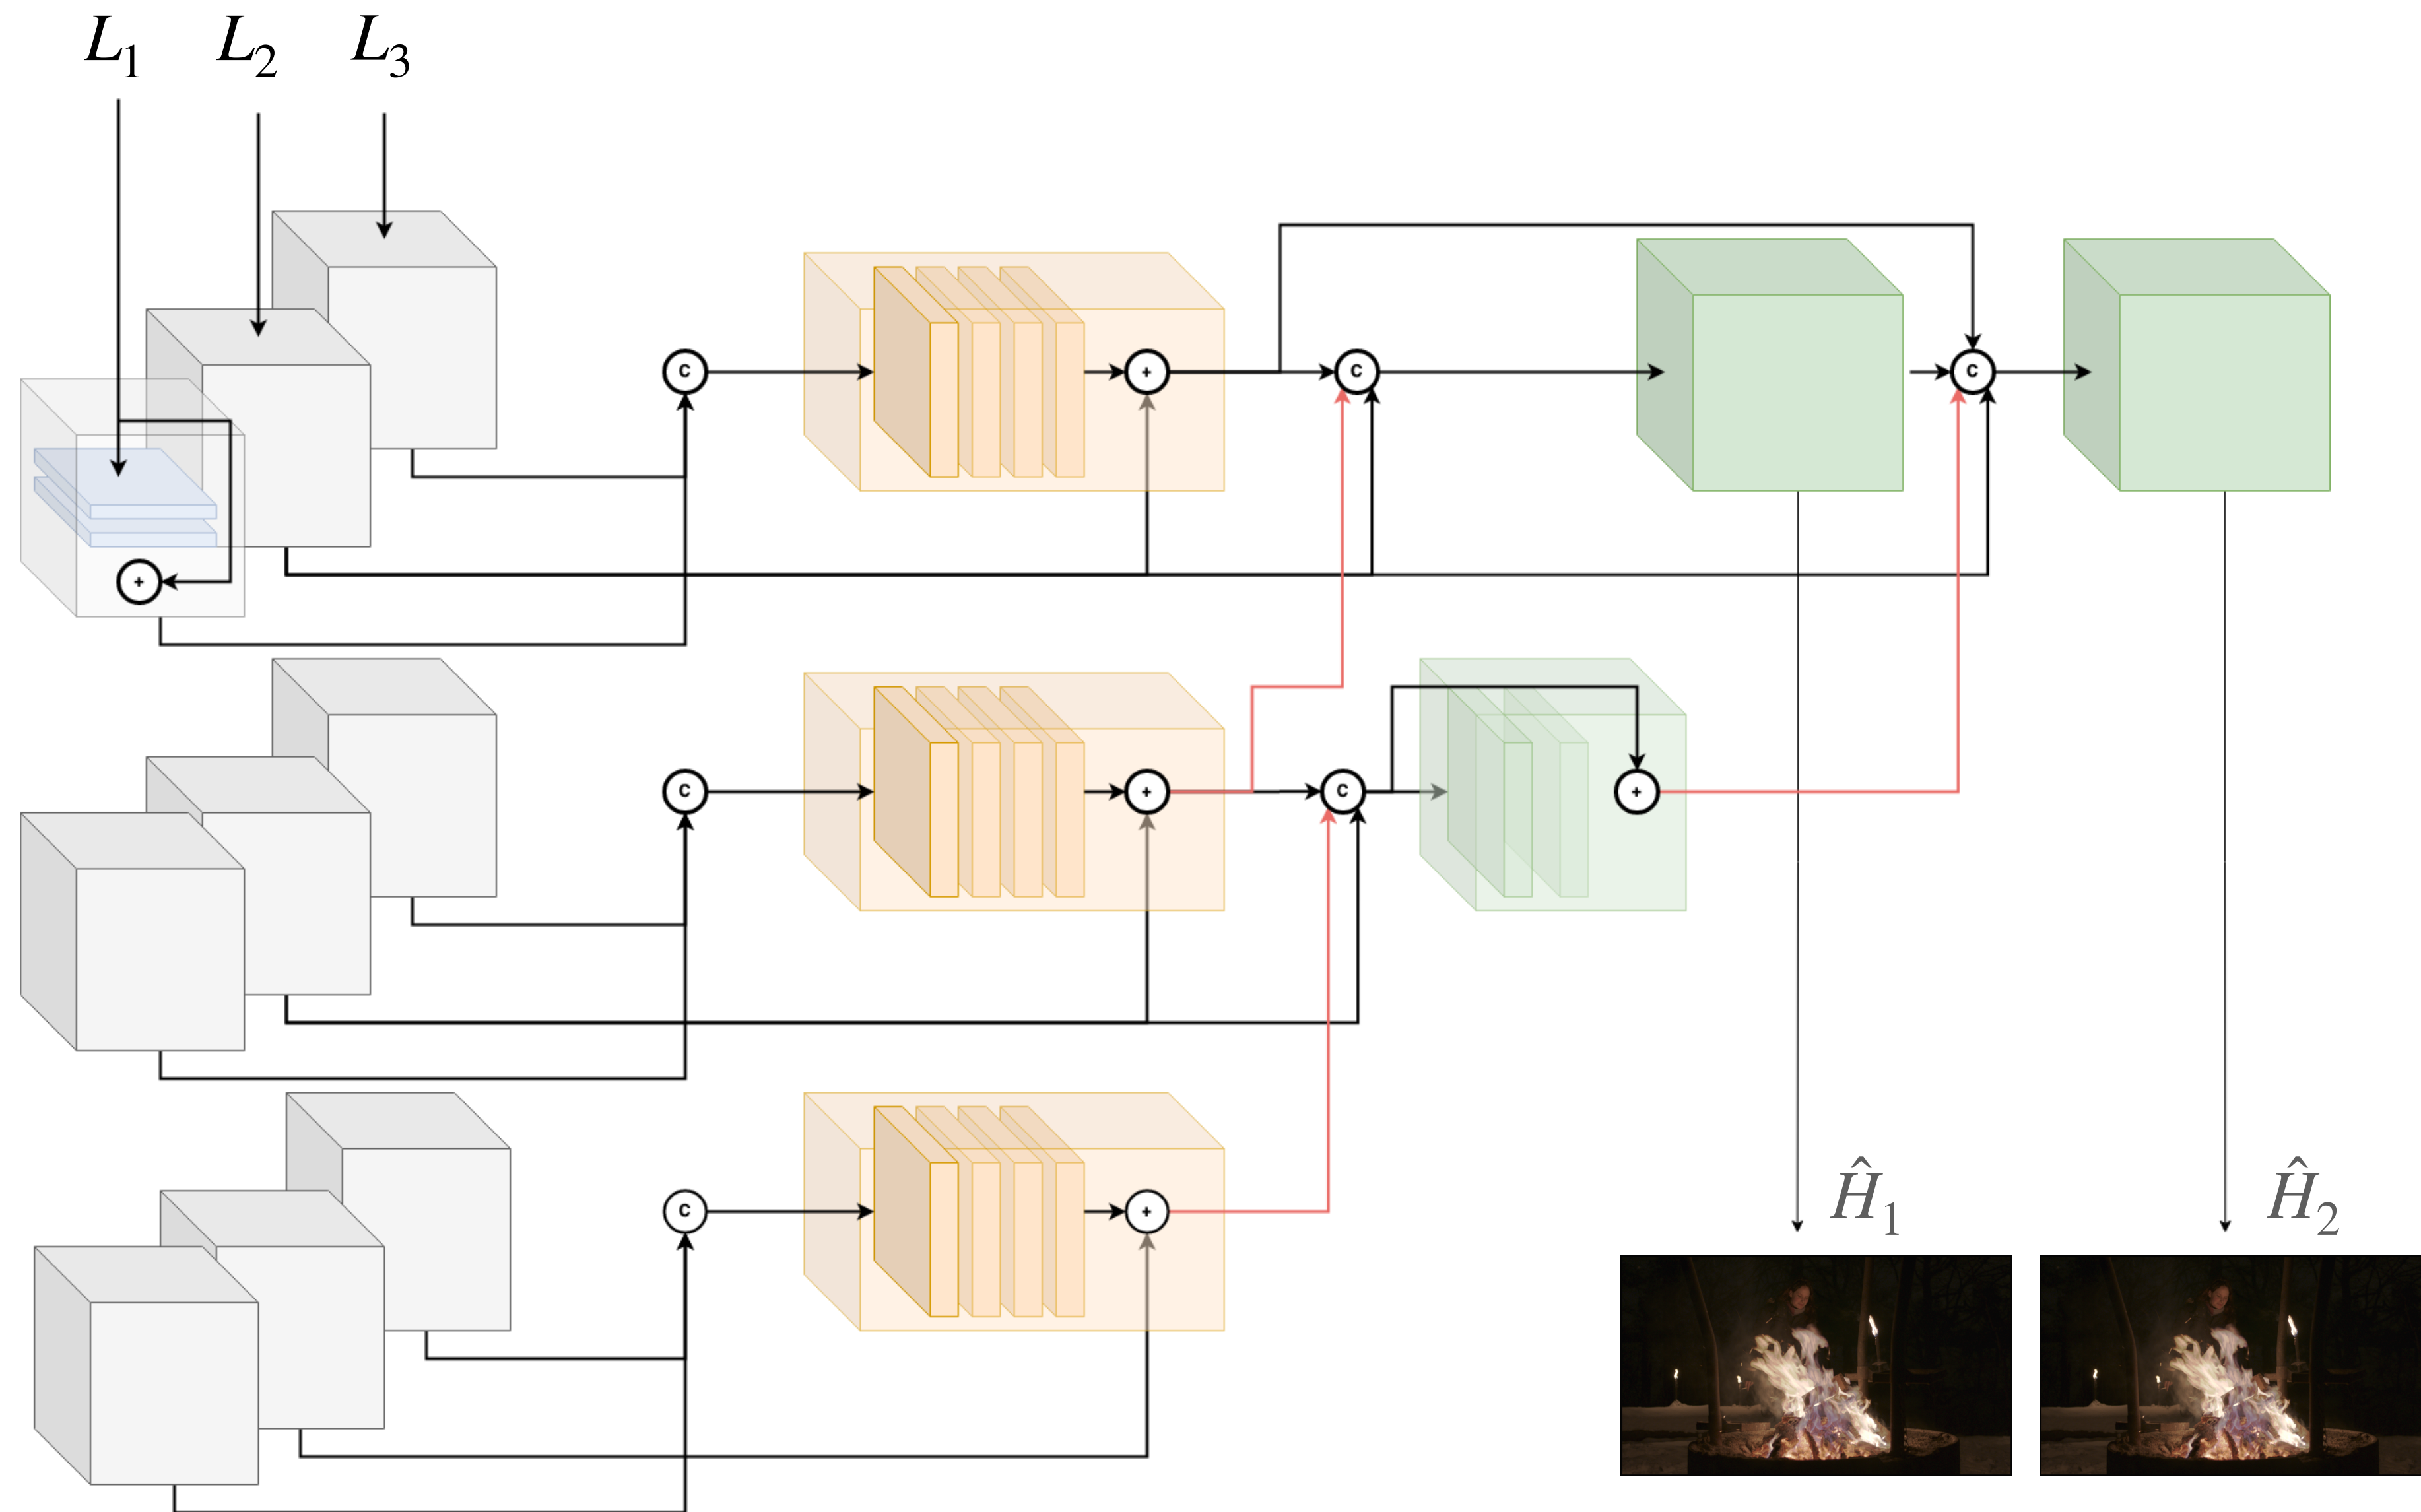 L₁ L₂ L₃
C + C C
+
C + C +
C +
Ĥ₁ Ĥ₂